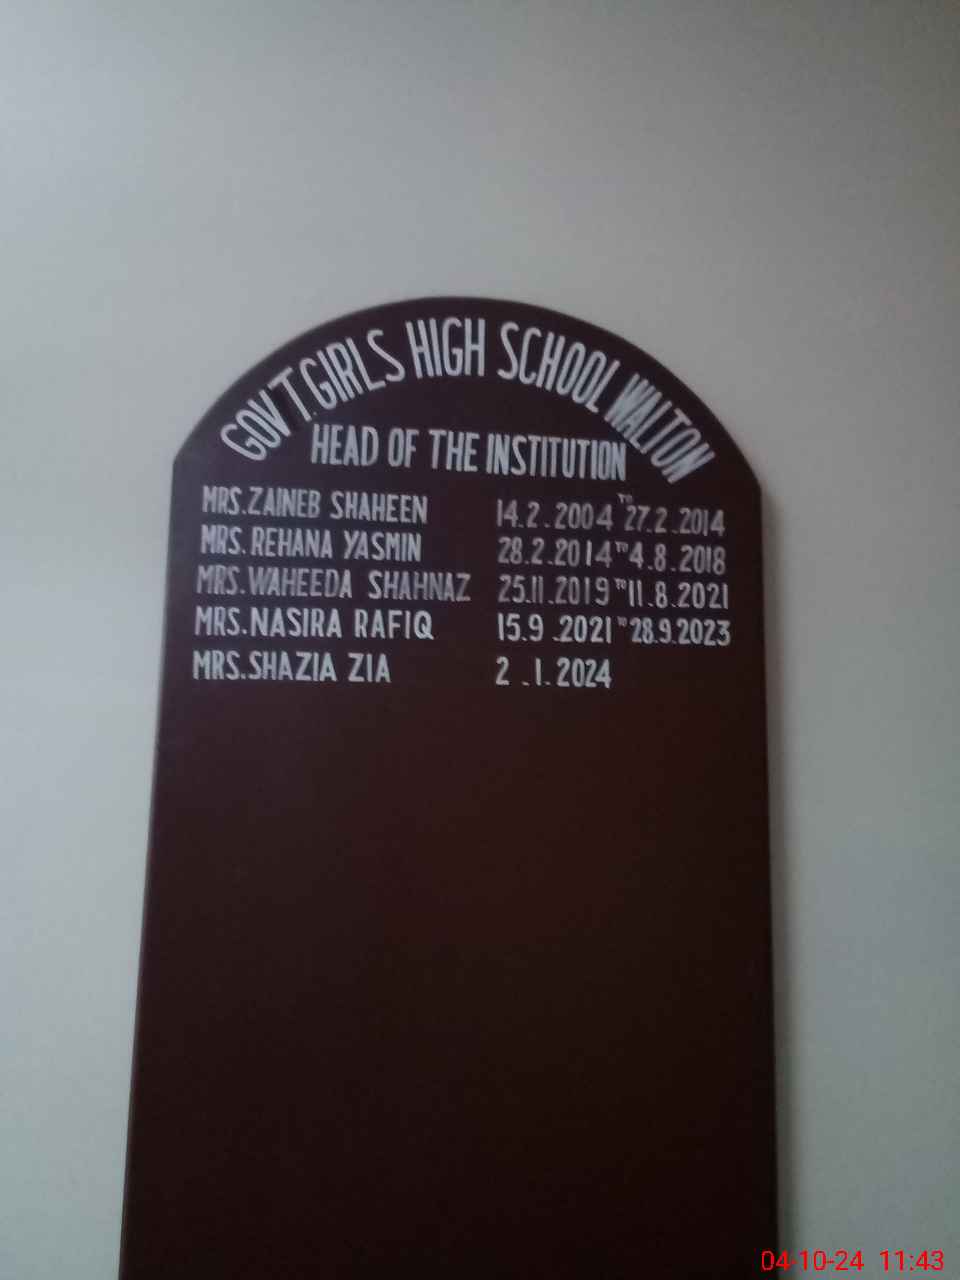 GOVT.GIRLS HIGH SCHOOL WALTON
HEAD OF THE INSTITUTION
MRS.ZAINEB SHAHEEN 14.2.2004 TO 27.2.2014
MRS.REHANA YASMIN 28.2.2014 TO 4.8.2018
MRS.WAHEEDA SHAHNAZ 25.11.2019 TO 11.8.2021
MRS.NASIRA RAFIQ 15.9.2021 TO 28.9.2023
MRS.SHAZIA ZIA 2.1.2024
04-10-24 11:43